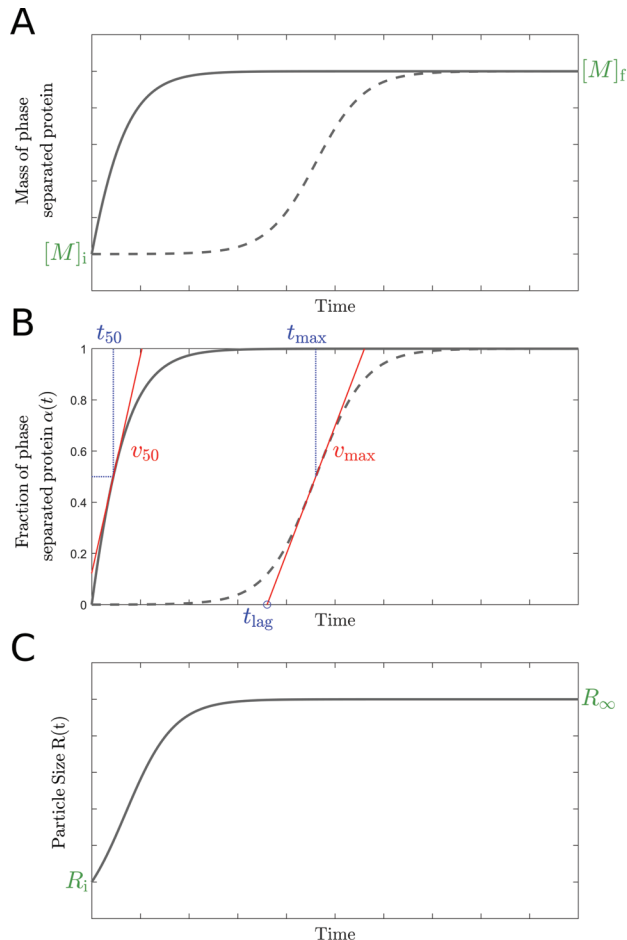 A
Mass of phase
separated protein
[M]i
[M]f
Time
B
t50
tmax
1
0.8
0.6
0.4
0.2
0
Fraction of phase
separated protein α(t)
v50
vmax
tlag
Time
C
Particle Size R(t)
Ri
R∞
Time